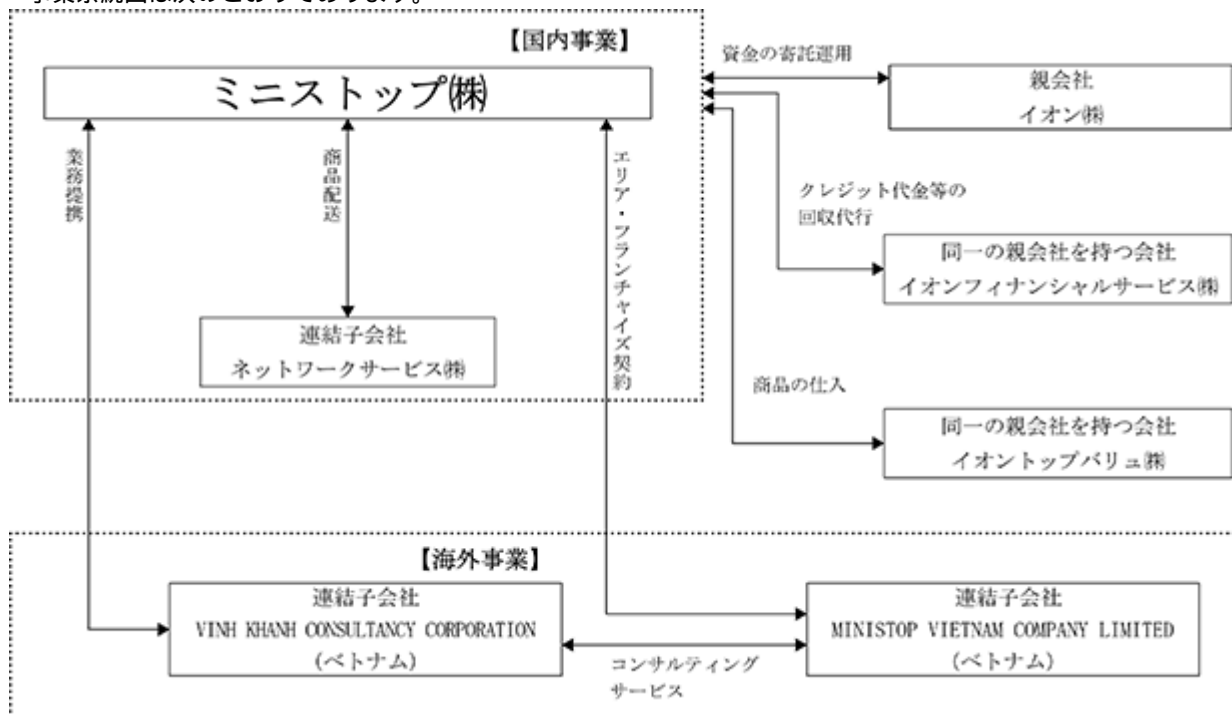 事業系統図は次のとおりであります。
【国内事業】
ミニストップ㈱
資金の寄託運用
親会社
イオン㈱
業務提携
商品配送
エリア・フランチャイズ契約
クレジット代金等の
回収代行
同一の親会社を持つ会社
イオンフィナンシャルサービス㈱
連結子会社
ネットワークサービス㈱
商品の仕入
同一の親会社を持つ会社
イオントップバリュ㈱
【海外事業】
連結子会社
VINH KHANH CONSULTANCY CORPORATION
(ベトナム)
連結子会社
MINISTOP VIETNAM COMPANY LIMITED
(ベトナム)
コンサルティング
サービス